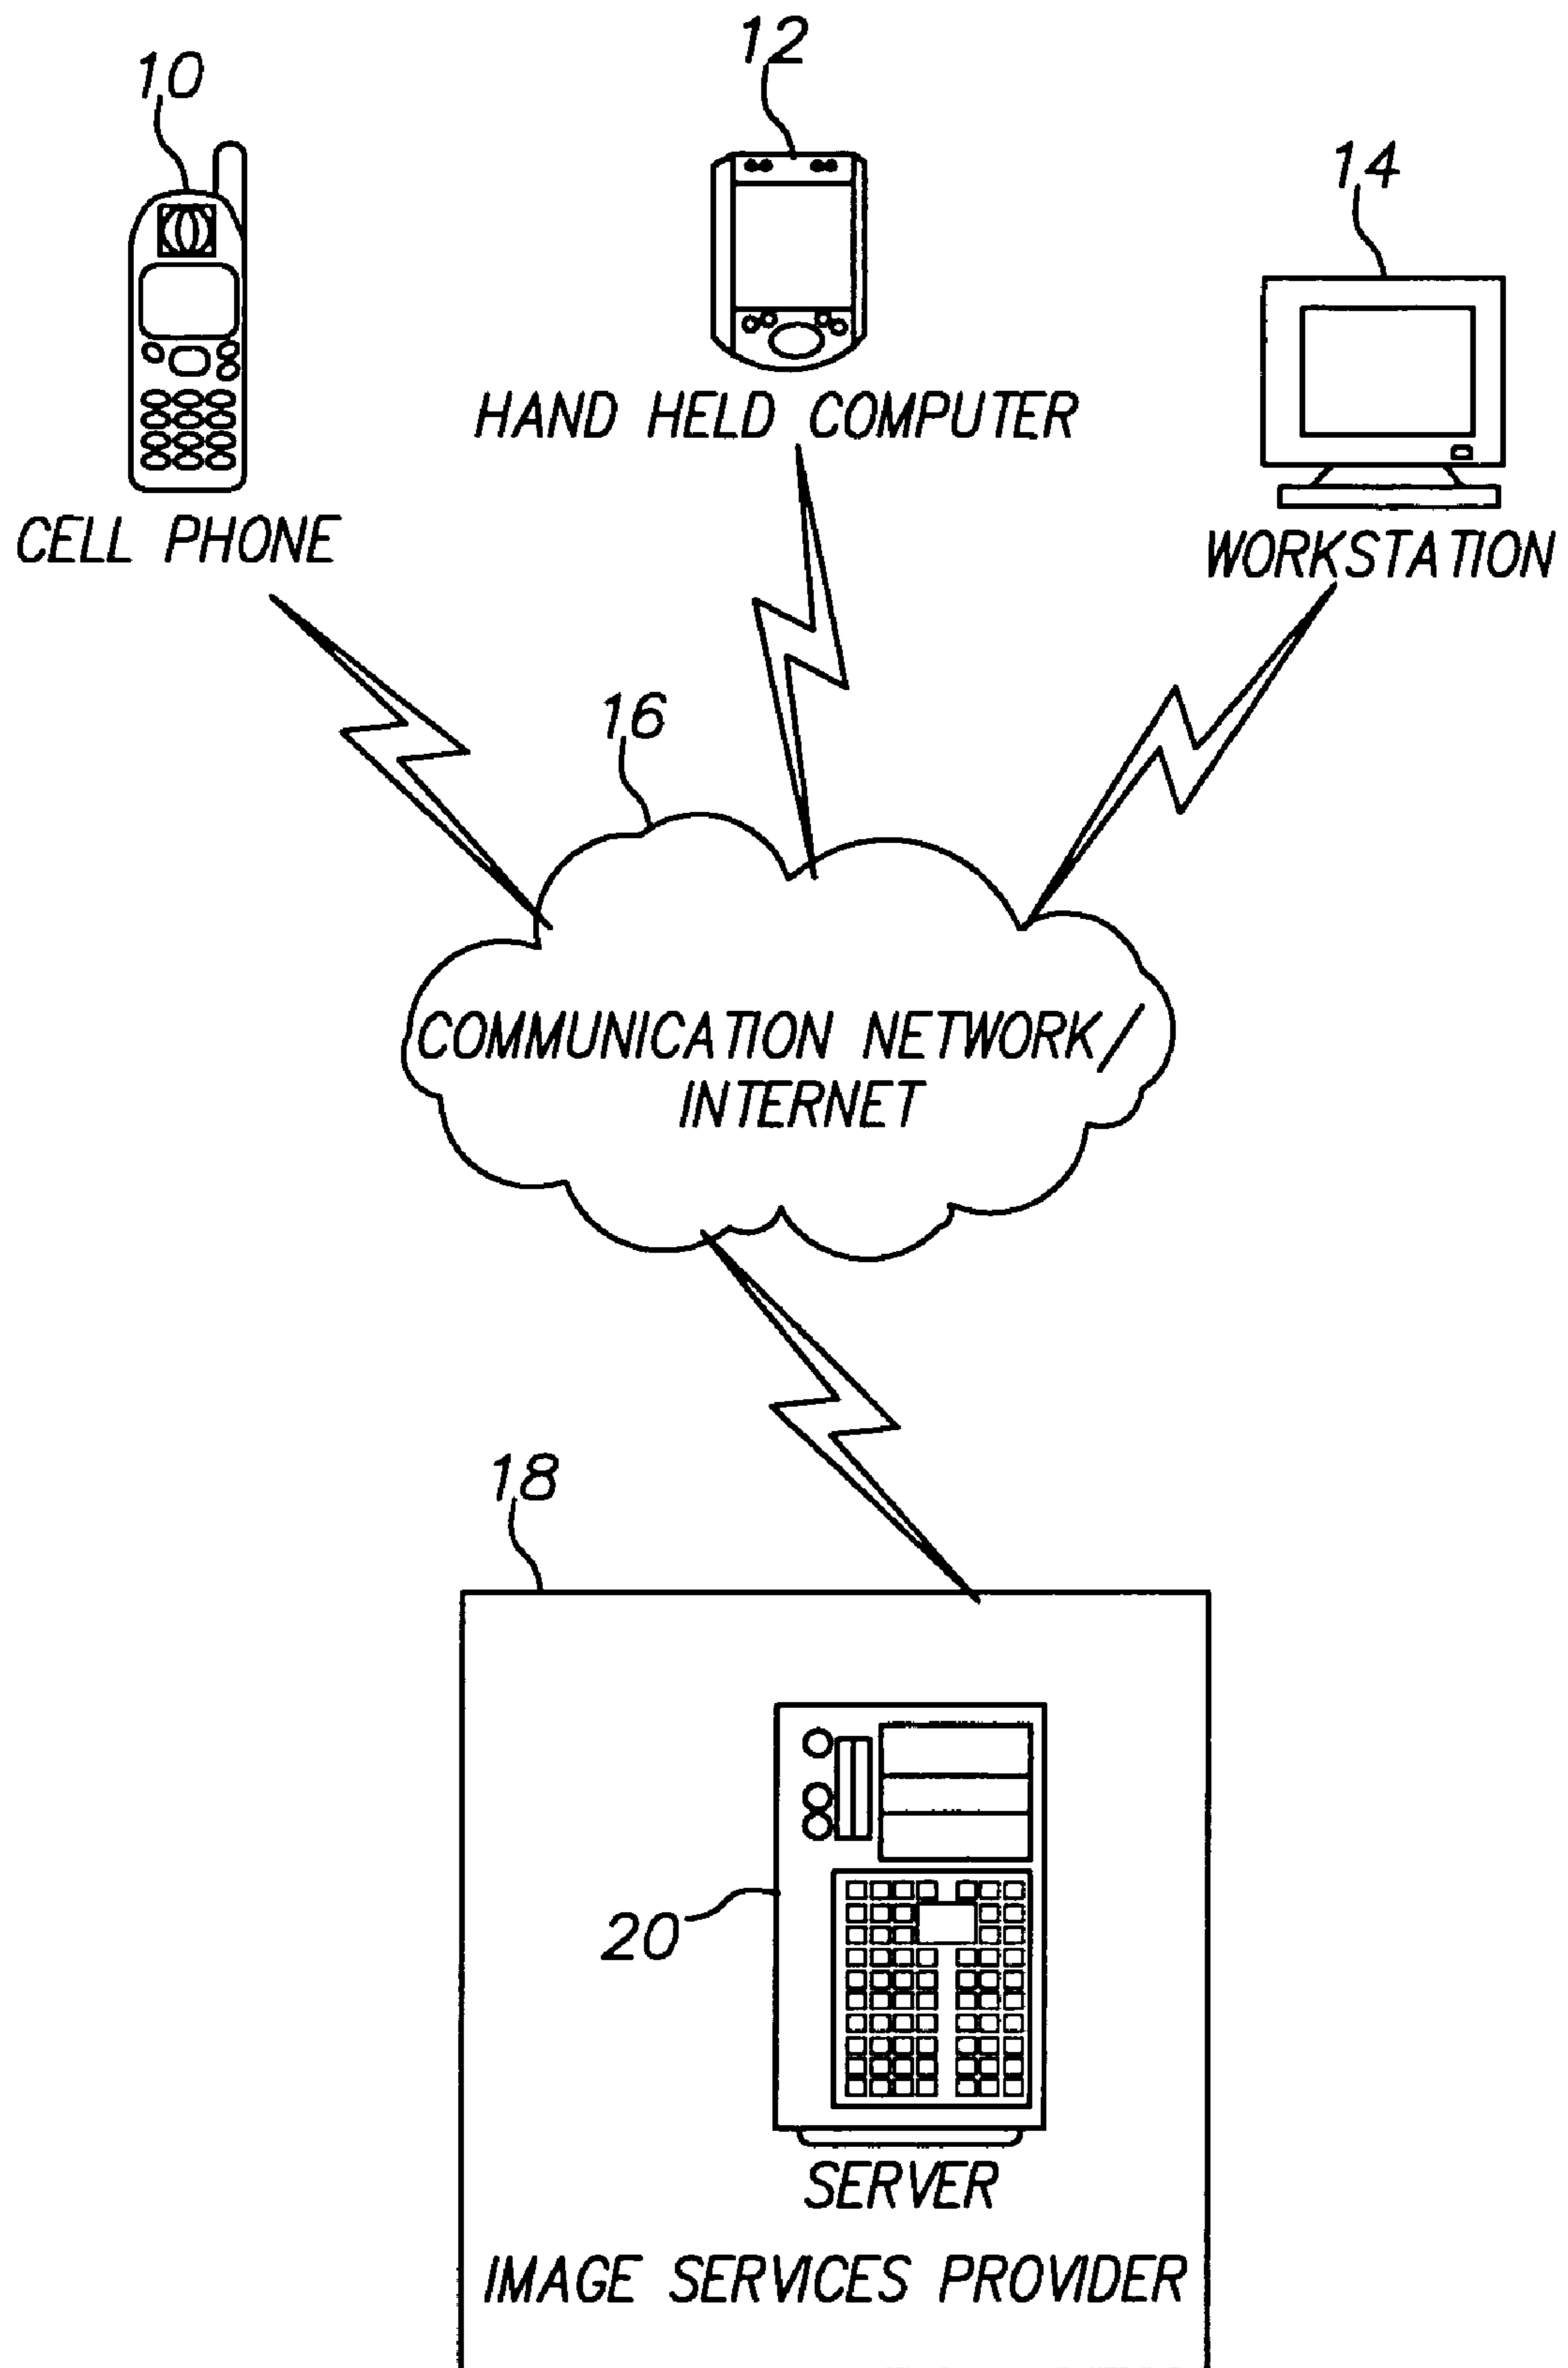 10
12
14
HAND HELD COMPUTER
CELL PHONE
WORKSTATION
16
COMMUNICATION NETWORK/
INTERNET
18
20
SERVER
IMAGE SERVICES PROVIDER